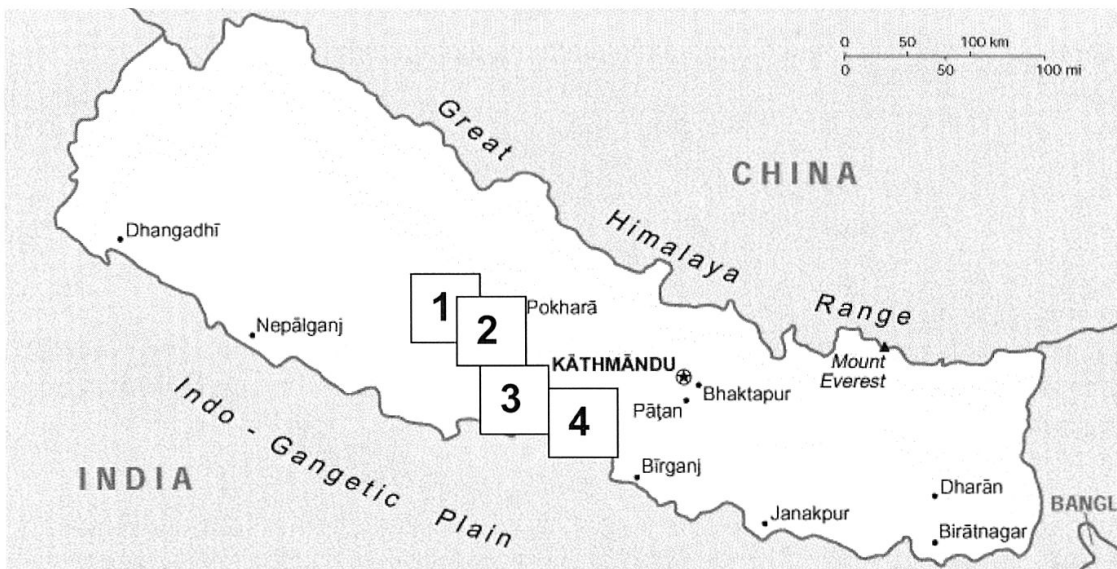 0 50 100 km
0 50 100 mi
Great
Himalaya
Range
CHINA
Dhangadhī
1
2
Pokharā
Nepālganj
3
KĀTHMĀNDU
Bhaktapur
Mount
Everest
4
Pāṭan
Indo - Gangetic Plain
INDIA
Bīrganj
Janakpur
Dharān
BANGL
Birātnagar